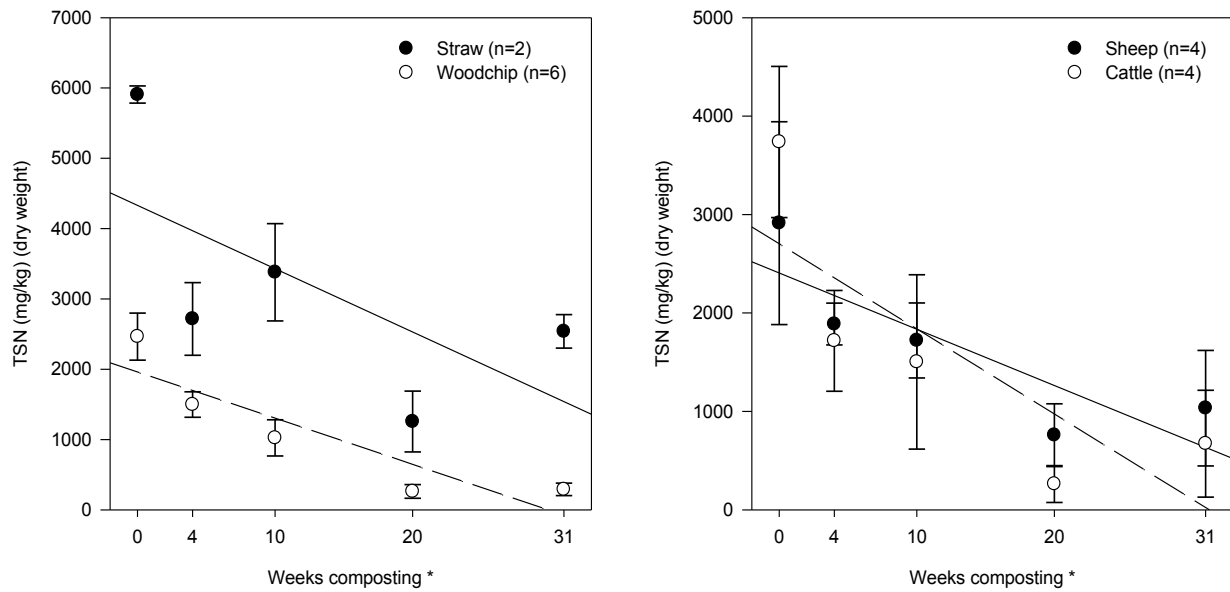 7000
6000
5000
4000
3000
2000
1000
0
TSN (mg/kg) (dry weight)
Straw (n=2)
Woodchip (n=6)
0 4 10 20 31
Weeks composting *
5000
4000
3000
2000
1000
0
TSN (mg/kg) (dry weight)
Sheep (n=4)
Cattle (n=4)
0 4 10 20 31
Weeks composting *